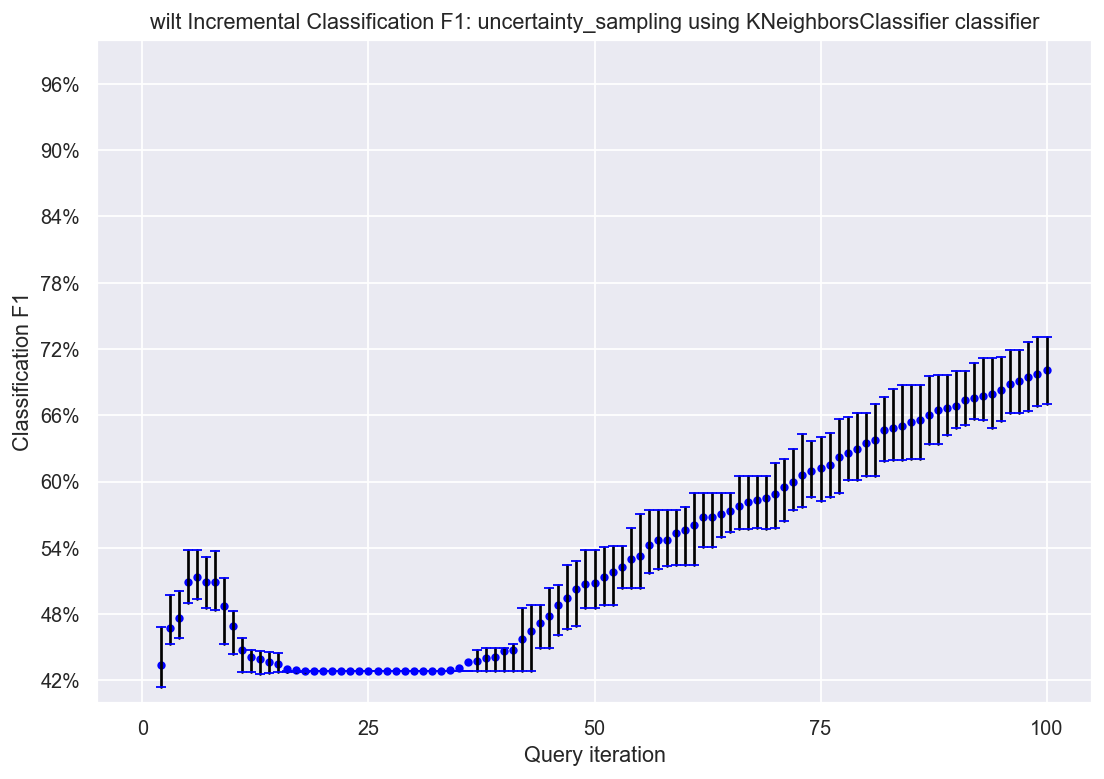 wilt Incremental Classification F1: uncertainty_sampling using KNeighborsClassifier classifier
96%
90%
84%
78%
72%
66%
60%
54%
48%
42%
Classification F1
0 25 50 75 100
Query iteration